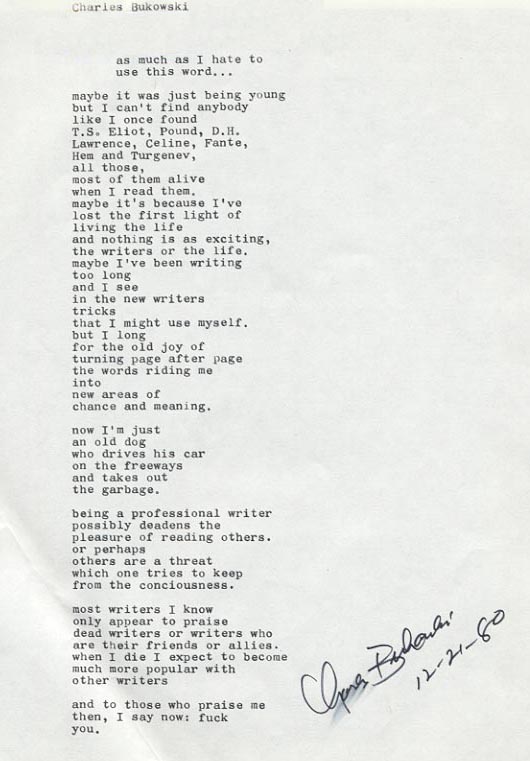 Charles Bukowski
as much as I hate to
use this word...
maybe it was just being young
but I can't find anybody
like I once found
T.S. Eliot, Pound, D.H.
Lawrence, Celine, Fante,
Hem and Turgenev,
all those,
most of them alive
when I read them.
maybe it's because I've
lost the first light of
living the life
and nothing is as exciting,
the writers or the life.
maybe I've been writing
too long
and I see
in the new writers
tricks
that I might use myself.
but I long
for the old joy of
turning page after page
the words riding me
into
new areas of
chance and meaning.
now I'm just
an old dog
who drives his car
on the freeways
and takes out
the garbage.
being a professional writer
possibly deadens the
pleasure of reading others.
or perhaps
others are a threat
which one tries to keep
from the conciousness.
most writers I know
only appear to praise
dead writers or writers who
are their friends or allies.
when I die I expect to become
much more popular with
other writers
and to those who praise me
then, I say now: fuck
you.
Charles Bukowski
12-21-80